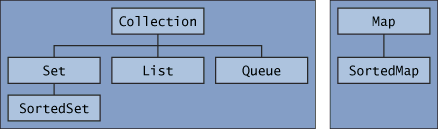 Collection
Set
List
Queue
SortedSet
Map
SortedMap